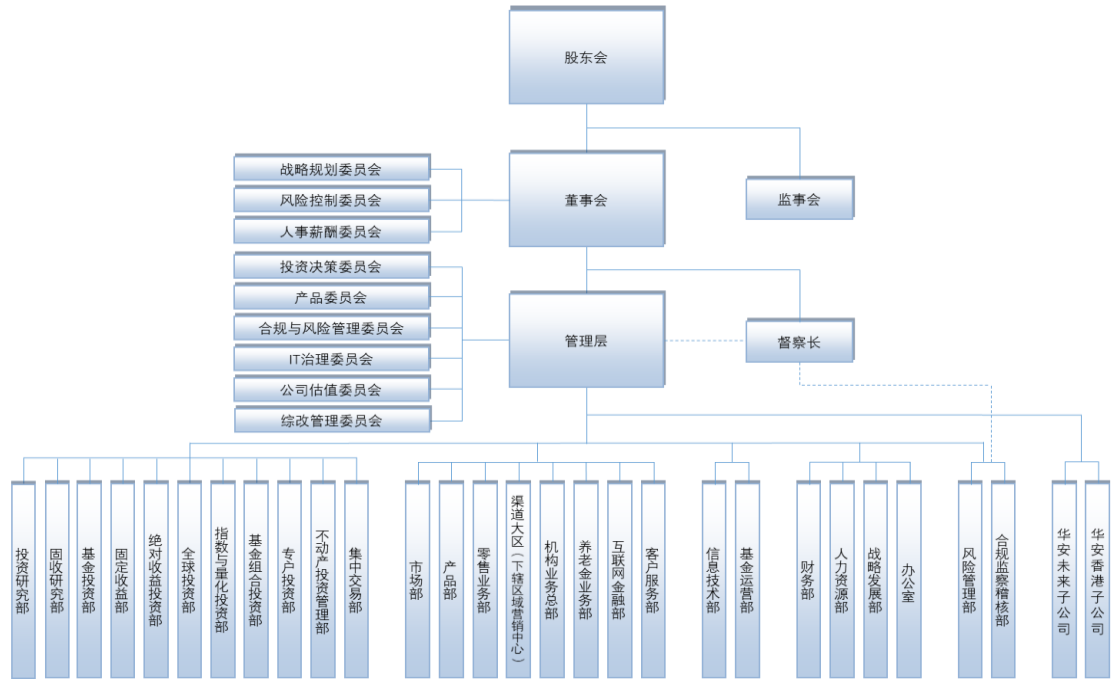 股东会
董事会
监事会
战略规划委员会
风险控制委员会
人事薪酬委员会
投资决策委员会
产品委员会
合规与风险管理委员会
IT治理委员会
公司估值委员会
综改管理委员会
管理层
督察长
投资研究部
固收研究部
基金投资部
固定收益部
绝对收益投资部
全球投资部
指数与量化投资部
基金组合投资部
专户投资部
不动产投资管理部
集中交易部
市场部
产品部
零售业务部
渠道大区（下辖区域营销中心）
机构业务总部
养老金业务部
互联网金融部
客户服务部
信息技术部
基金运营部
财务部
人力资源部
战略发展部
办公室
风险管理部
合规监察稽核部
华安未来子公司
华安香港子公司